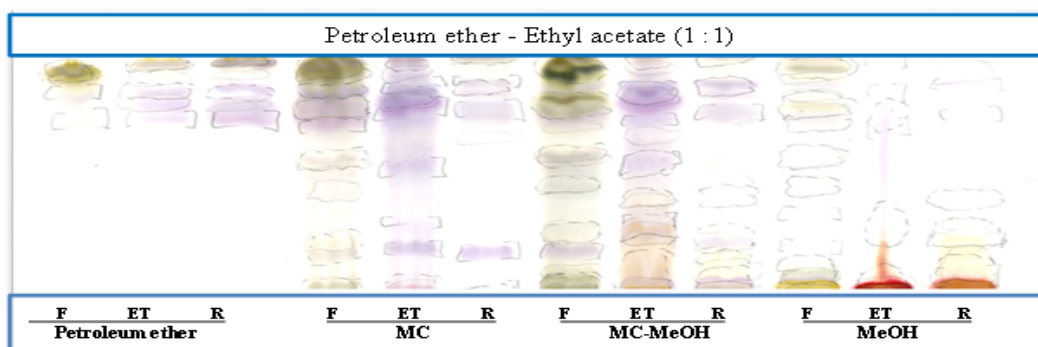 Petroleum ether - Ethyl acetate (1 : 1)
F ET R F ET R F ET R F ET R
Petroleum ether MC MC-MeOH MeOH